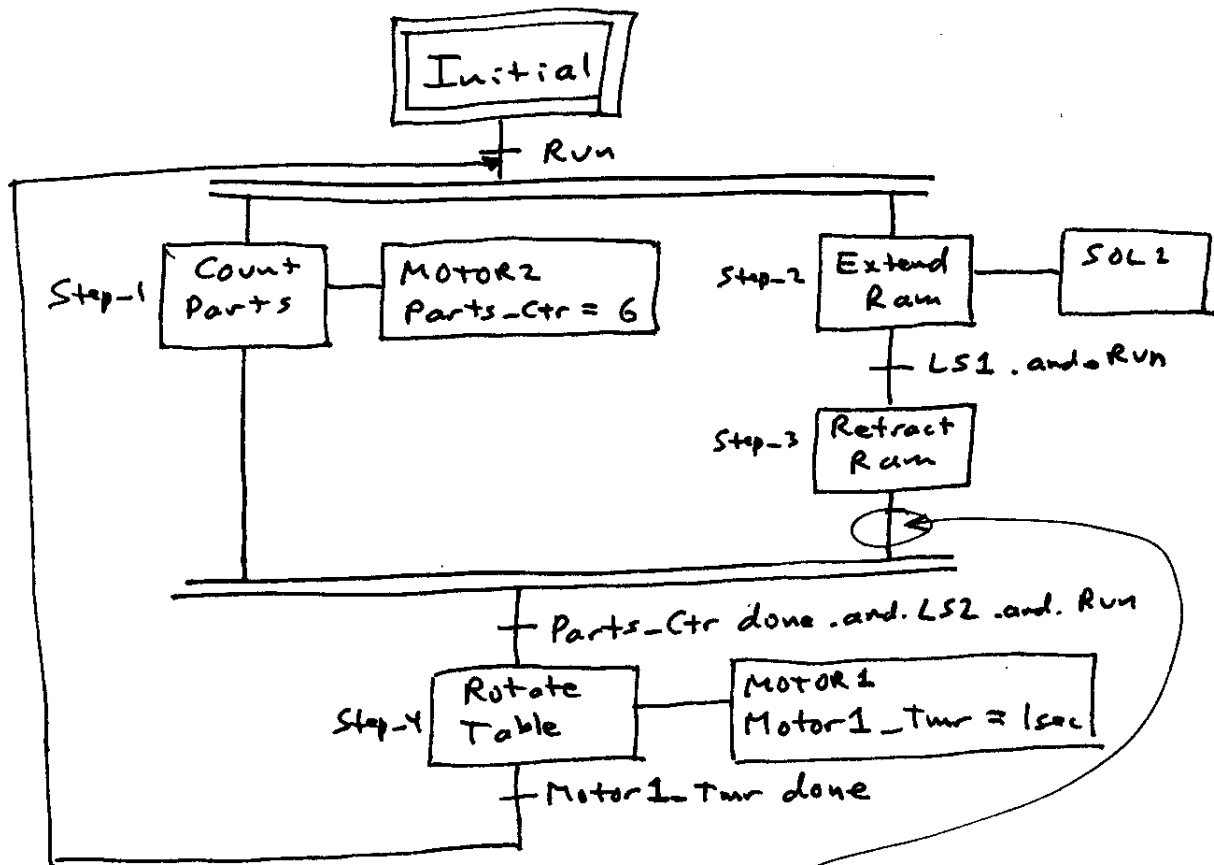 Initial
Run
Step-1
Count
Parts
MOTOR2
Parts_Ctr = 6
Step-2
Extend
Ram
SOL2
LS1 .and. Run
Step-3
Retract
Ram
Parts_Ctr done .and. LS2 .and. Run
Step-4
Rotate
Table
MOTOR1
Motor1_Tmr = 1sec
Motor1_Tmr done